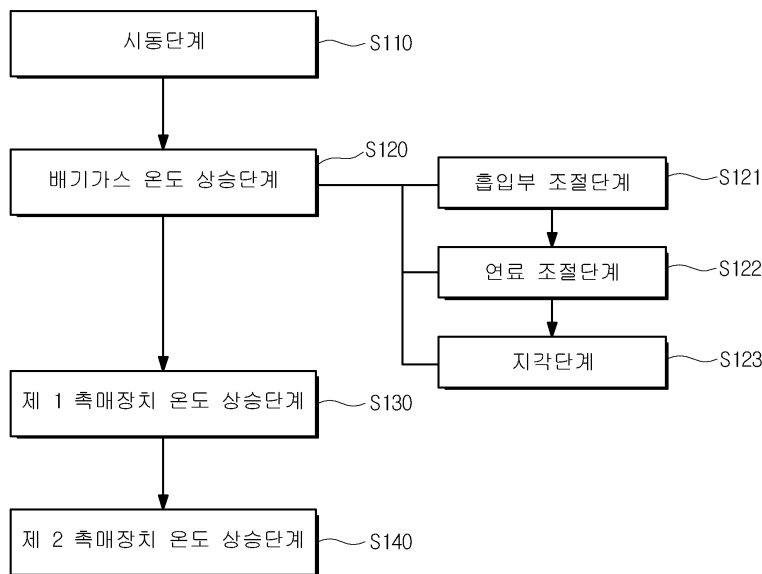 시동단계
S110
배기가스 온도 상승단계
S120
흡입부 조절단계
S121
연료 조절단계
S122
지각단계
S123
제 1 촉매장치 온도 상승단계
S130
제 2 촉매장치 온도 상승단계
S140